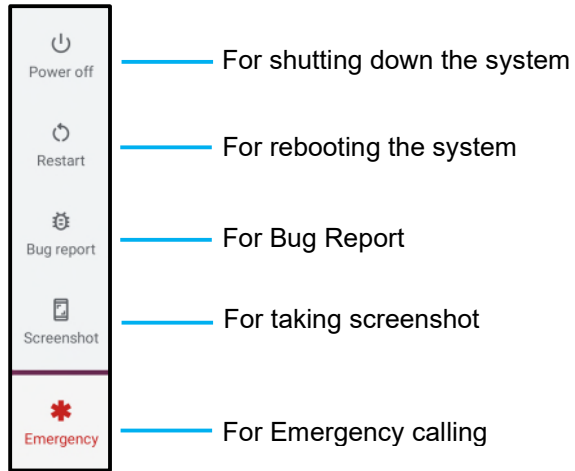 Power off
For shutting down the system
Restart
For rebooting the system
Bug report
For Bug Report
Screenshot
For taking screenshot
Emergency
For Emergency calling